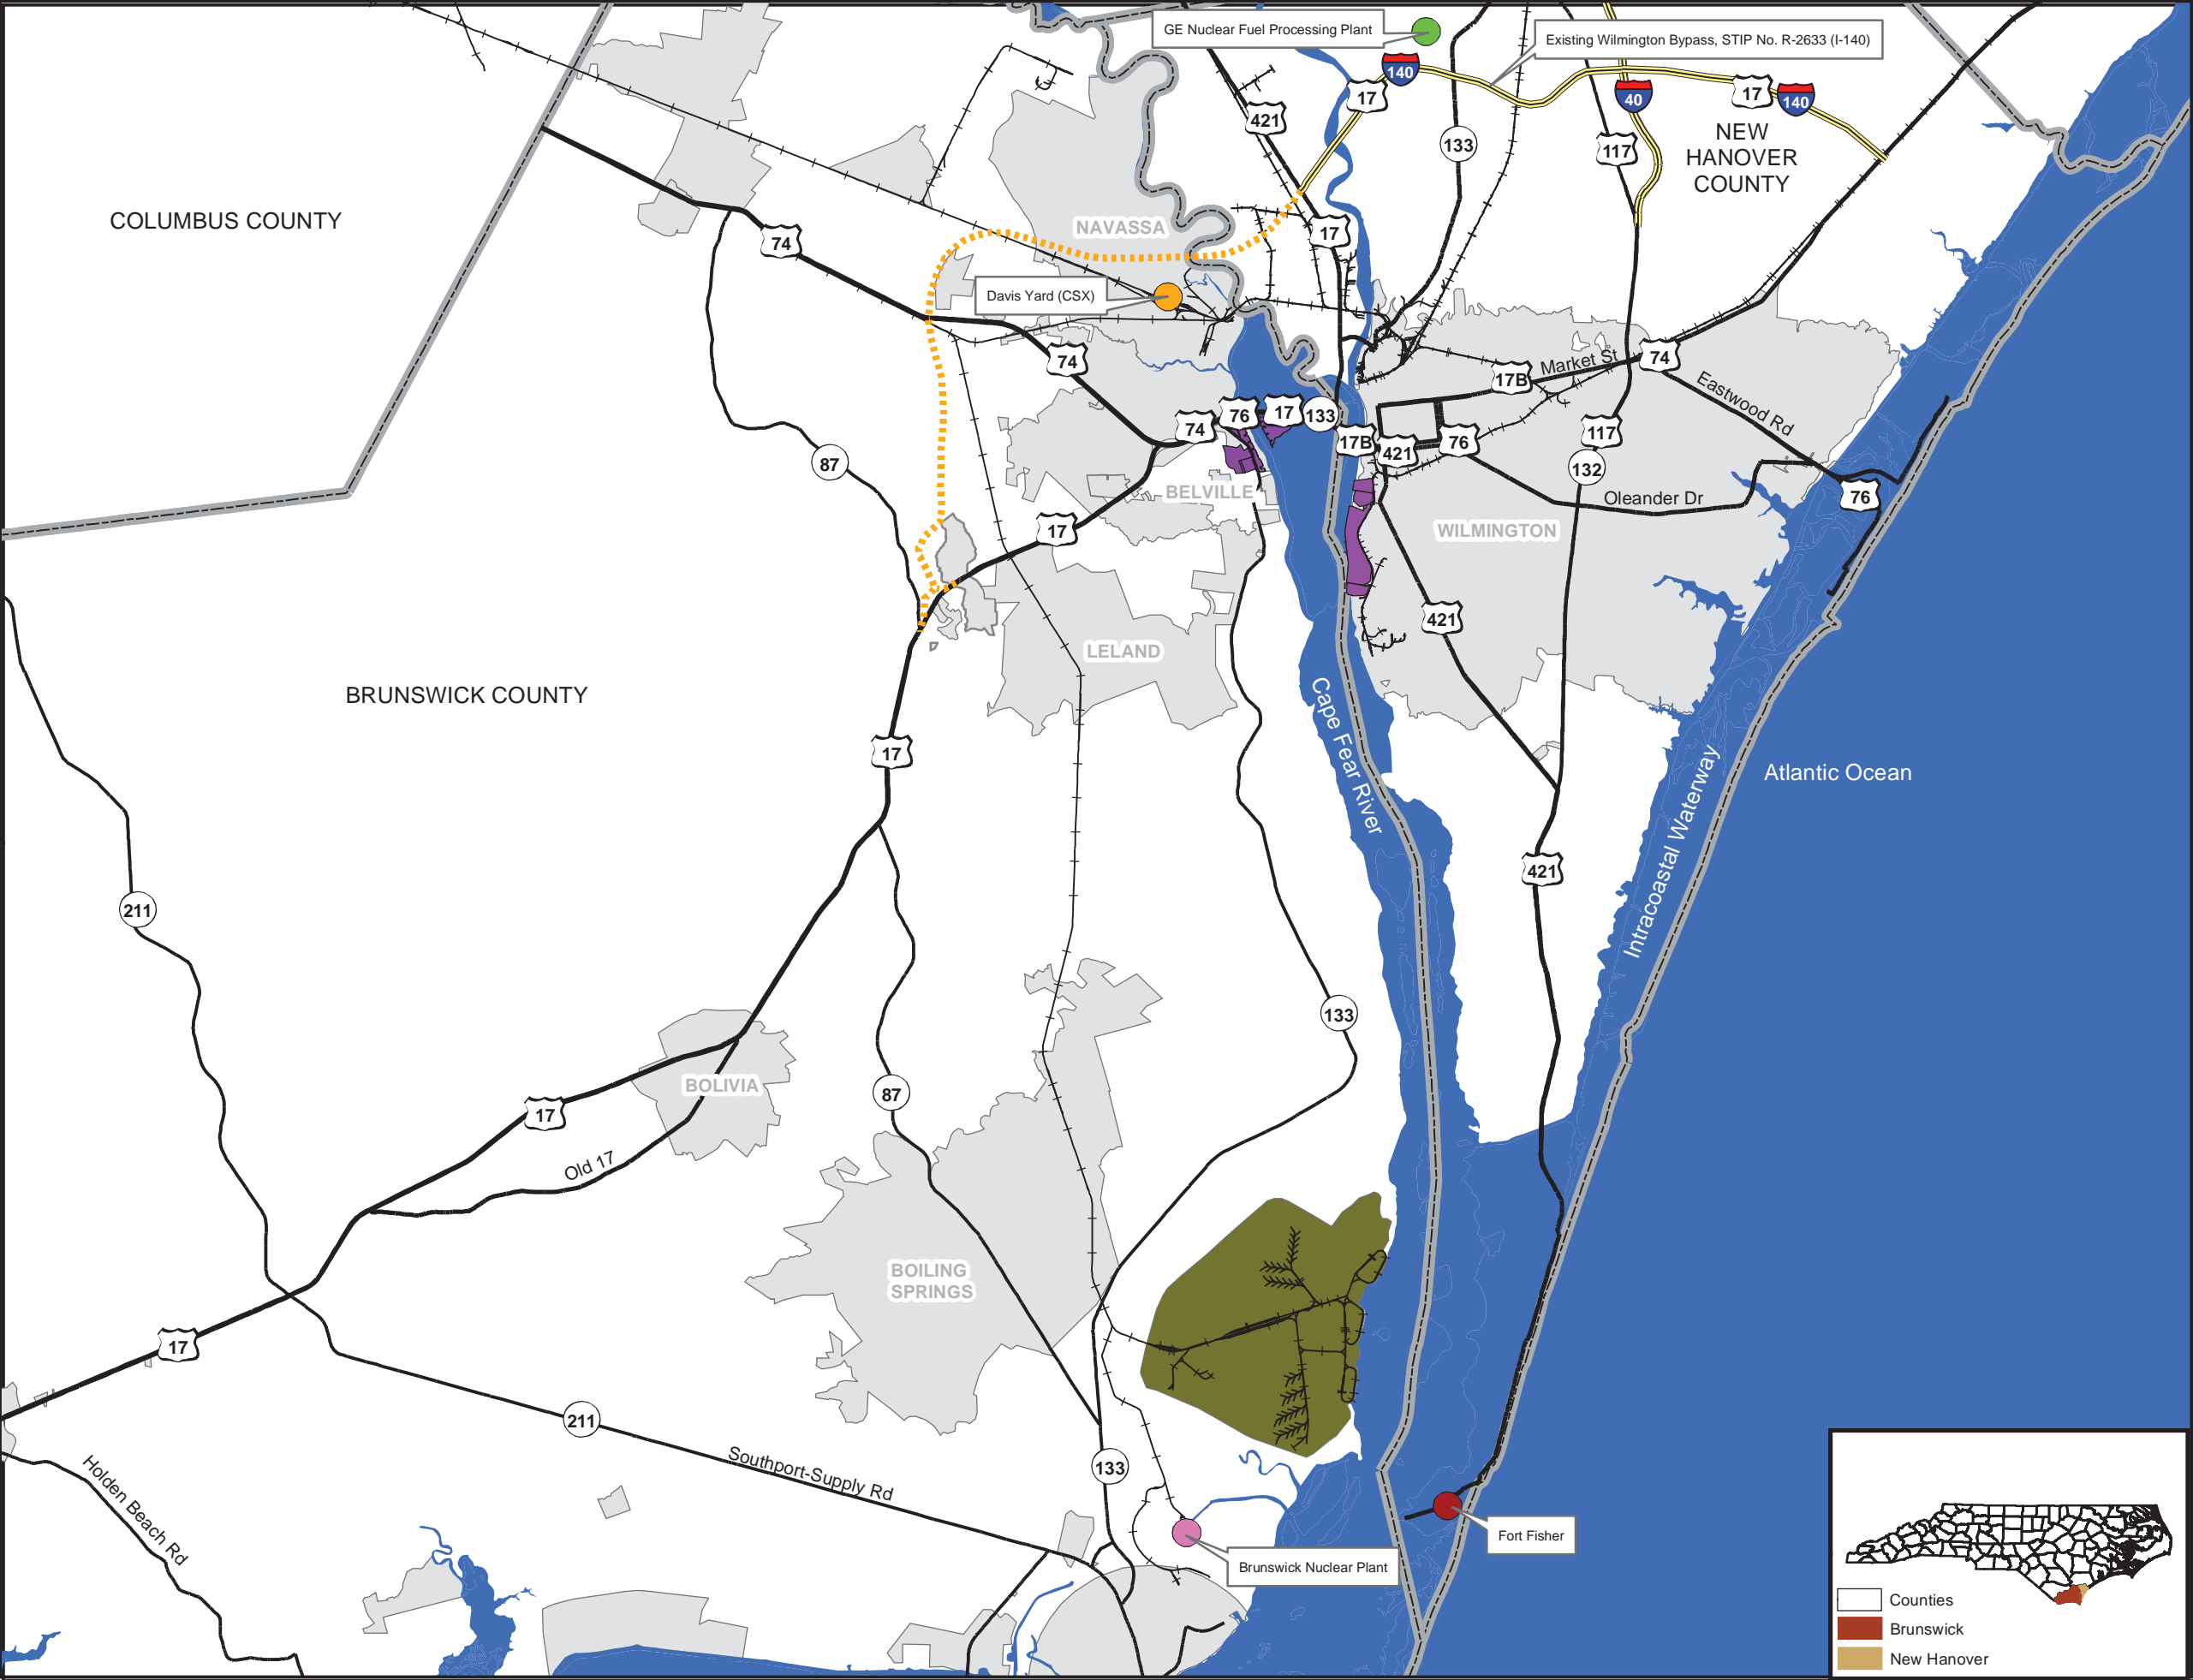 GE Nuclear Fuel Processing Plant
Existing Wilmington Bypass, STIP No. R-2633 (I-140)
140
17
40
17
140
421
133
117
NEW
HANOVER
COUNTY
COLUMBUS COUNTY
74
NAVASSA
17
Davis Yard (CSX)
74
Market St
74
17B
Eastwood Rd
74
76
17
133
17B
421
76
117
132
87
BELVILLE
Oleander Dr
76
17
WILMINGTON
421
LELAND
BRUNSWICK COUNTY
17
Cape Fear River
Intracoastal Waterway
Atlantic Ocean
421
211
133
BOLIVIA
87
17
Old 17
BOILING
SPRINGS
17
211
Southport-Supply Rd
133
Holden Beach Rd
Fort Fisher
Brunswick Nuclear Plant
Counties
Brunswick
New Hanover